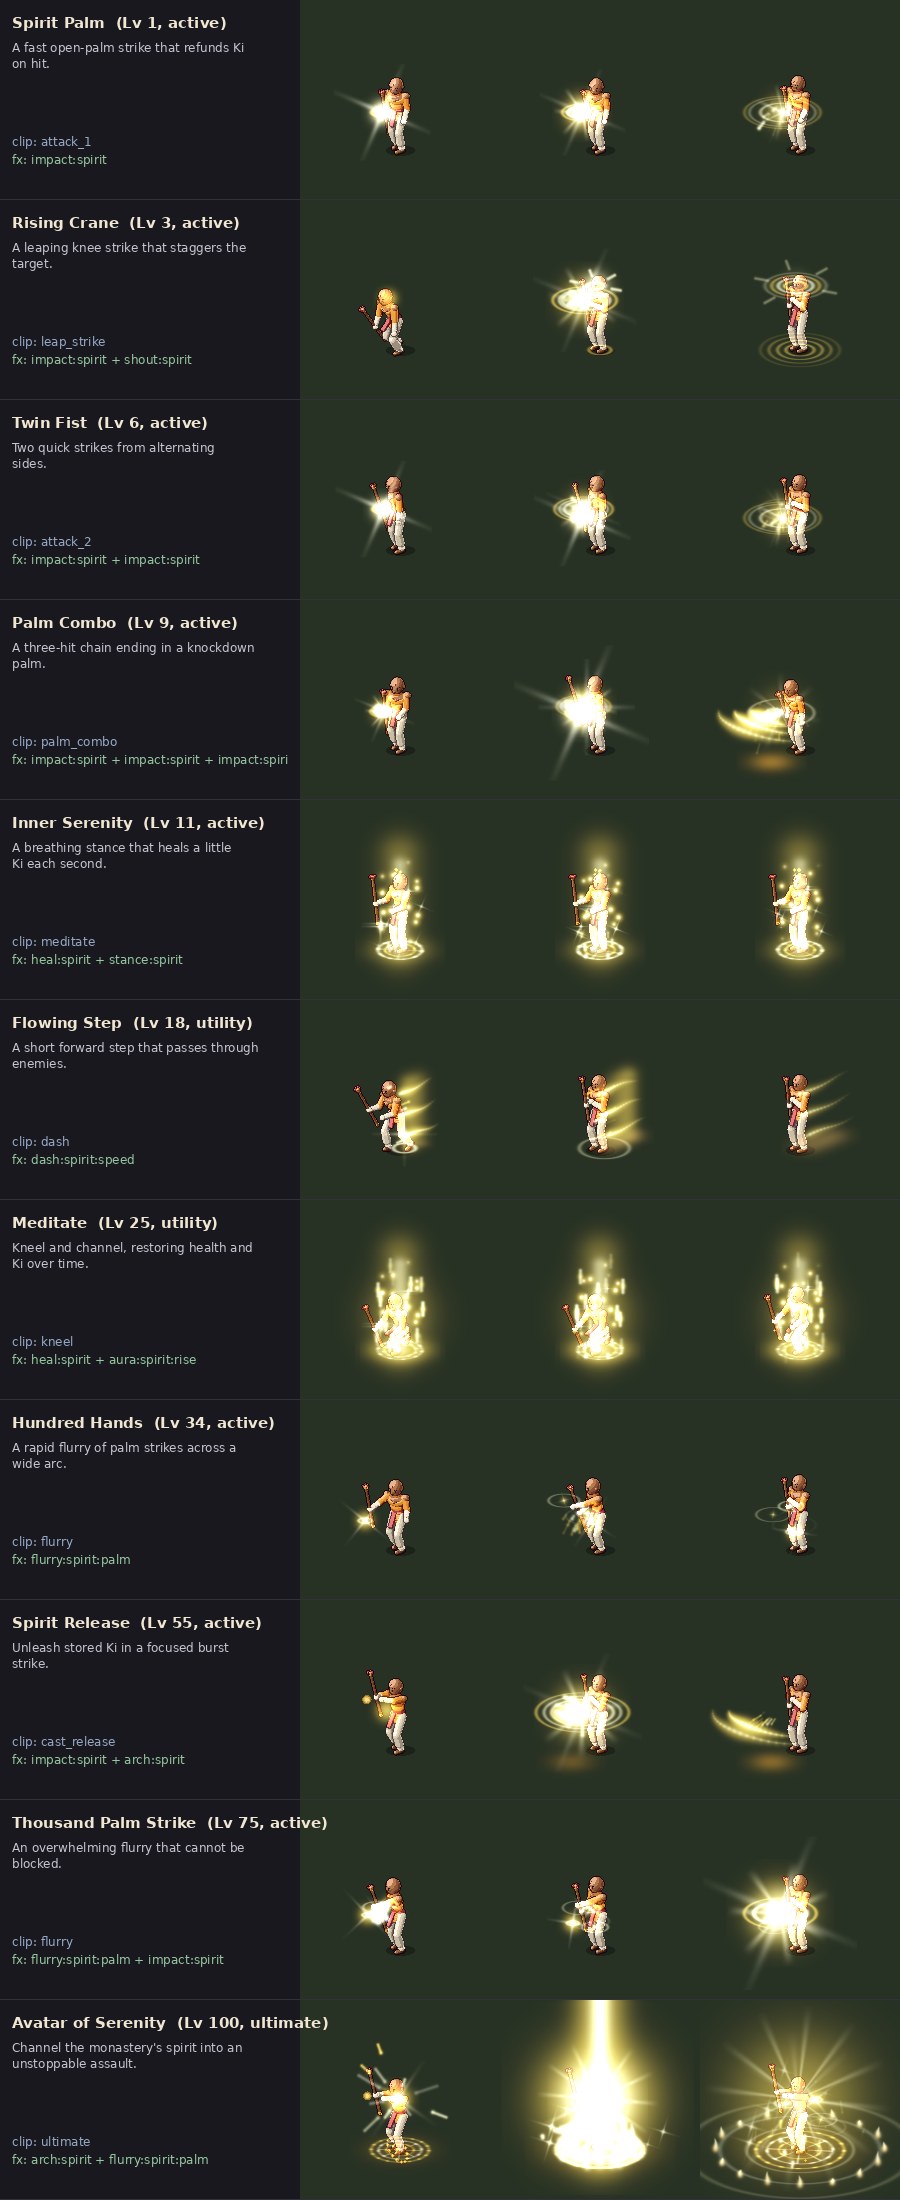 Spirit Palm (Lv 1, active)
A fast open-palm strike that refunds Ki
on hit.
clip: attack_1
fx: impact:spirit
Rising Crane (Lv 3, active)
A leaping knee strike that staggers the
target.
clip: leap_strike
fx: impact:spirit + shout:spirit
Twin Fist (Lv 6, active)
Two quick strikes from alternating
sides.
clip: attack_2
fx: impact:spirit + impact:spirit
Palm Combo (Lv 9, active)
A three-hit chain ending in a knockdown
palm.
clip: palm_combo
fx: impact:spirit + impact:spirit + impact:spiri
Inner Serenity (Lv 11, active)
A breathing stance that heals a little
Ki each second.
clip: meditate
fx: heal:spirit + stance:spirit
Flowing Step (Lv 18, utility)
A short forward step that passes through
enemies.
clip: dash
fx: dash:spirit:speed
Meditate (Lv 25, utility)
Kneel and channel, restoring health and
Ki over time.
clip: kneel
fx: heal:spirit + aura:spirit:rise
Hundred Hands (Lv 34, active)
A rapid flurry of palm strikes across a
wide arc.
clip: flurry
fx: flurry:spirit:palm
Spirit Release (Lv 55, active)
Unleash stored Ki in a focused burst
strike.
clip: cast_release
fx: impact:spirit + arch:spirit
Thousand Palm Strike (Lv 75, active)
An overwhelming flurry that cannot be
blocked.
clip: flurry
fx: flurry:spirit:palm + impact:spirit
Avatar of Serenity (Lv 100, ultimate)
Channel the monastery's spirit into an
unstoppable assault.
clip: ultimate
fx: arch:spirit + flurry:spirit:palm